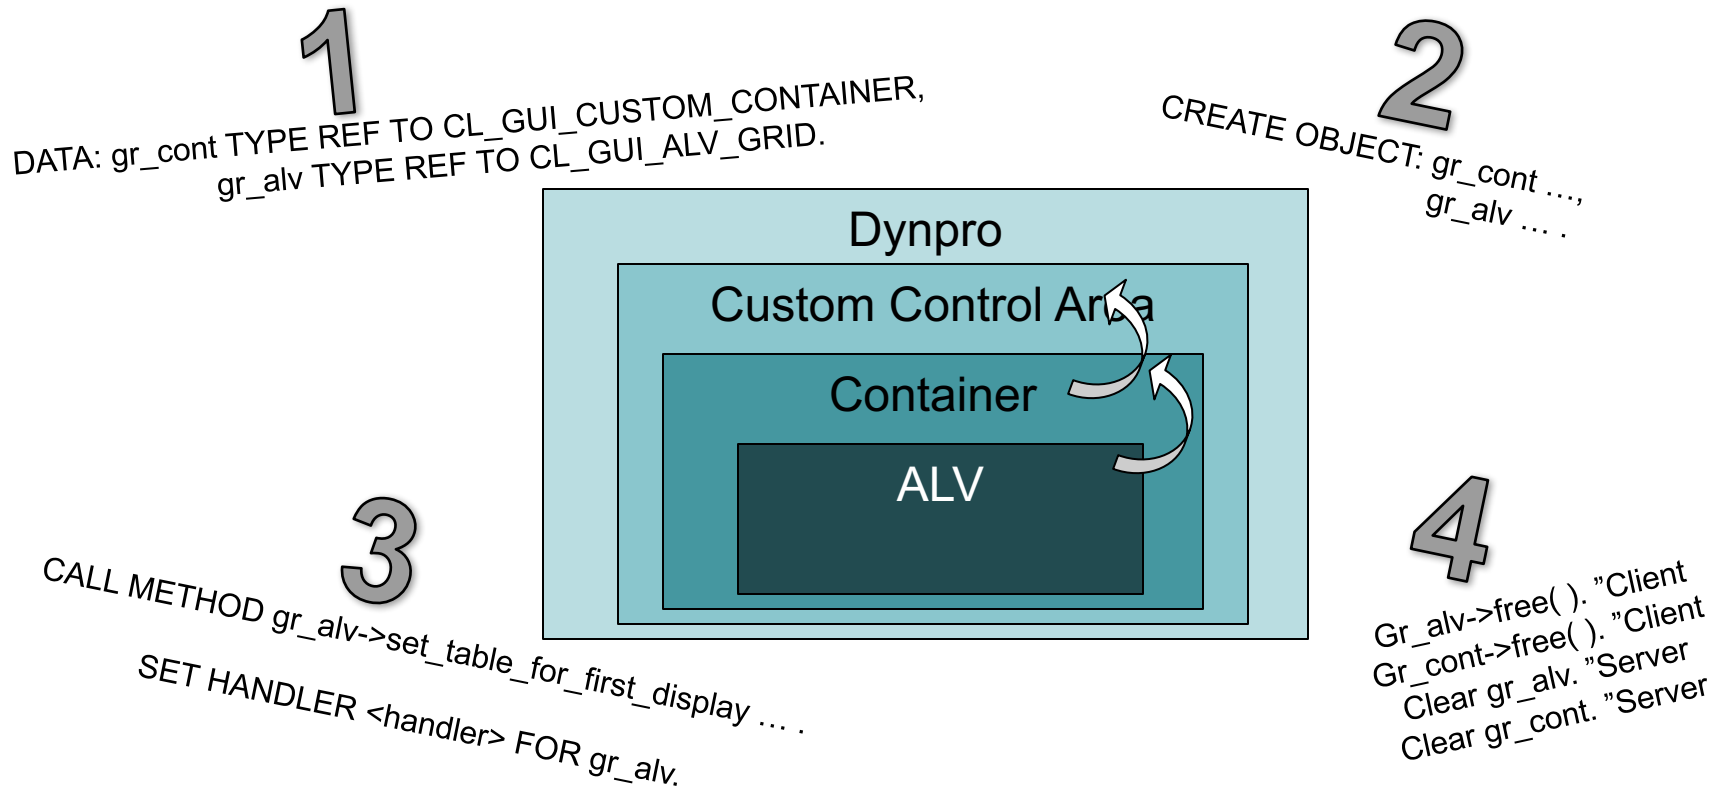 1
DATA: gr_cont TYPE REF TO CL_GUI_CUSTOM_CONTAINER,
gr_alv TYPE REF TO CL_GUI_ALV_GRID.
2
CREATE OBJECT: gr_cont …,
gr_alv … .
Dynpro
Custom Control Area
Container
ALV
3
CALL METHOD gr_alv->set_table_for_first_display … .
SET HANDLER <handler> FOR gr_alv.
4
Gr_alv->free( ). ”Client
Gr_cont->free( ). ”Client
Clear gr_alv. ”Server
Clear gr_cont. ”Server